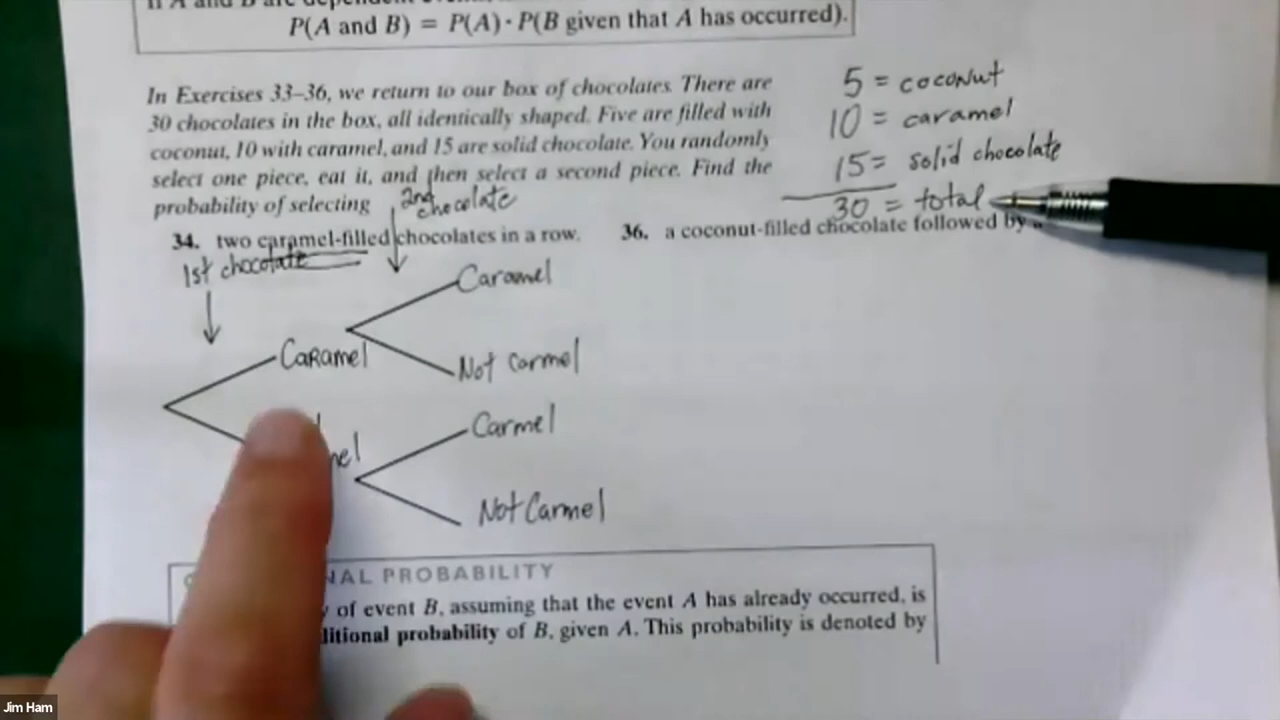 are dependent
P(A and B) = P(A) · P(B given that A has occurred).
In Exercises 33–36, we return to our box of chocolates. There are
30 chocolates in the box, all identically shaped. Five are filled with
coconut, 10 with caramel, and 15 are solid chocolate. You randomly
select one piece, eat it, and then select a second piece. Find the
probability of selecting
5 = coconut
10 = caramel
15 = solid chocolate
30 = total
2nd chocolate
34. two caramel-filled chocolates in a row.
36. a coconut-filled chocolate followed by
1st chocolate
Caramel
Caramel
Not Carmel
Carmel
Not Carmel
PROBABILITY
of event B, assuming that the event A has already occurred, is
probability of B, given A. This probability is denoted by
Jim Ham